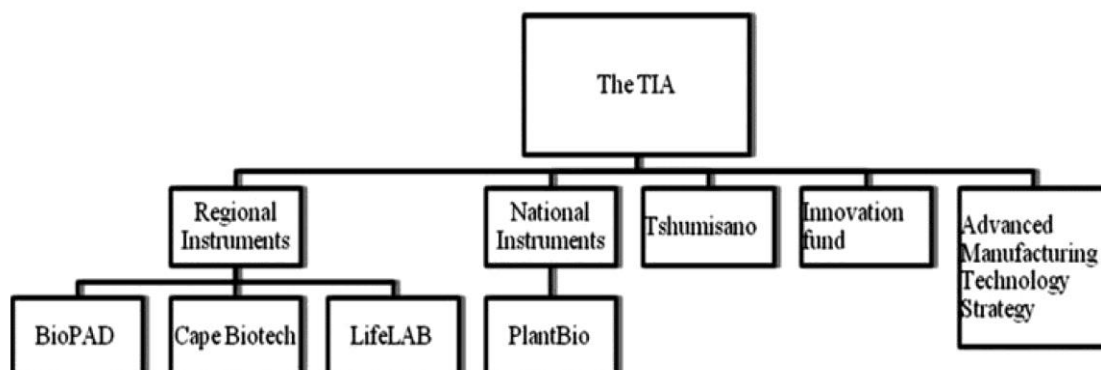 The TIA
Regional
Instruments
National
Instruments
Tshumisano
Innovation
fund
Advanced
Manufacturing
Technology
Strategy
BioPAD
Cape Biotech
LifeLAB
PlantBio